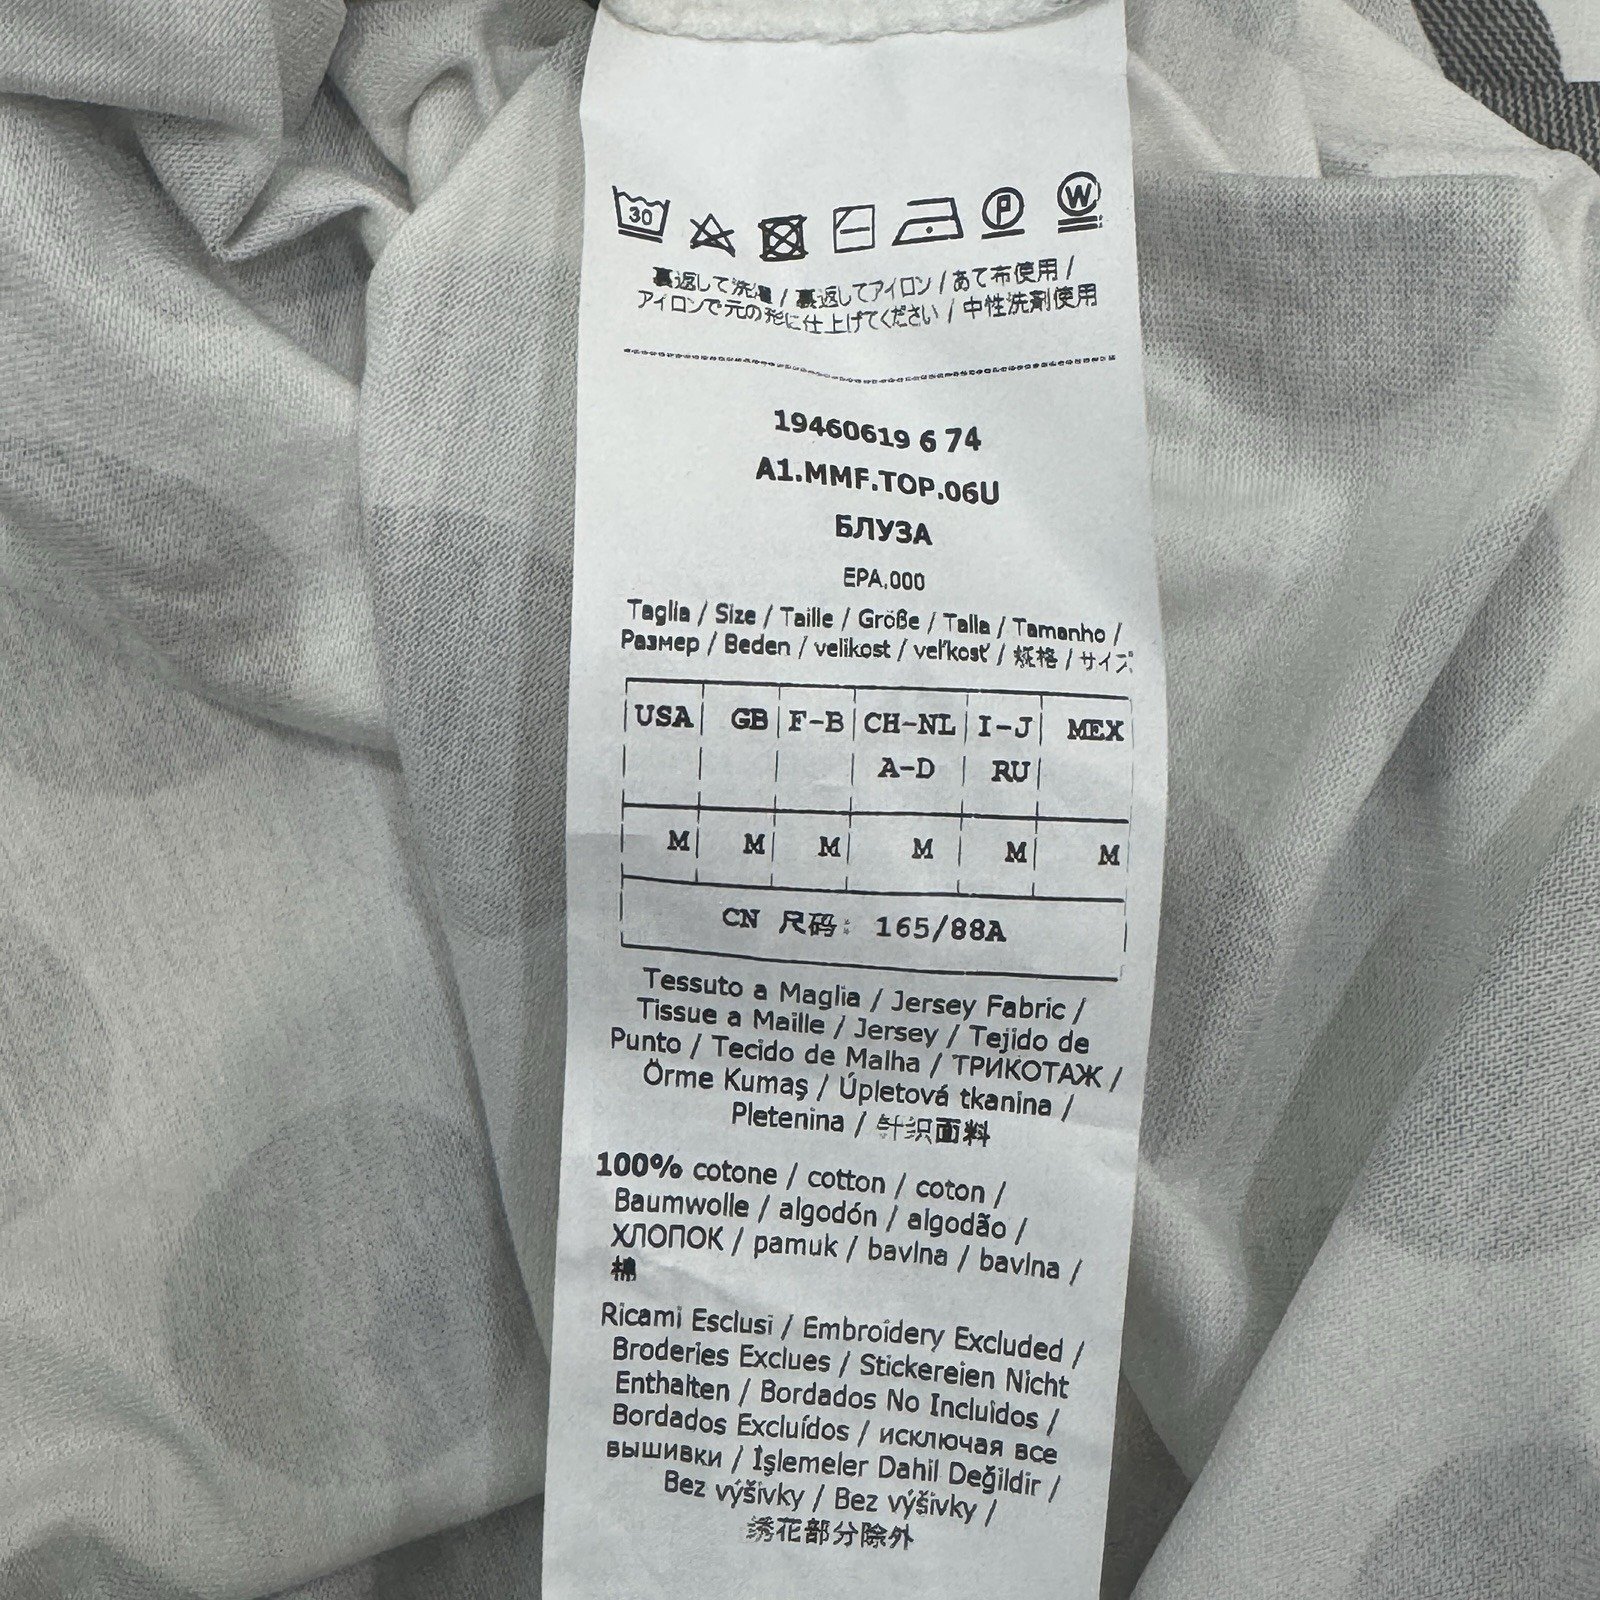 30
P
W
裏返して洗濯 / 裏返してアイロン / あて布使用 /
アイロンで元の形に仕上げてください / 中性洗剤使用
19460619 6 74
A1.MMF.TOP.06U
БЛУЗА
EPA,000
Taglia / Size / Taille / Größe / Talla / Tamanho /
Размер / Beden / velikost / veľkosť / 规格 / サイズ
USA GB F-B CH-NL I-J MEX
A-D RU
M M M M M M
CN 尺码: 165/88A
Tessuto a Maglia / Jersey Fabric /
Tissue a Maille / Jersey / Tejido de
Punto / Tecido de Malha / ТРИКОТАЖ /
Örme Kumaş / Úpletová tkanina /
Pletenina / 针织面料
100% cotone / cotton / coton /
Baumwolle / algodón / algodão /
ХЛОПОК / pamuk / bavlna / bavlna /
棉
Ricami Esclusi / Embroidery Excluded /
Broderies Exclues / Stickereien Nicht
Enthalten / Bordados No Incluidos /
Bordados Excluídos / исключая все
вышивки / İşlemeler Dahil Değildir /
Bez výšivky / Bez výšivky /
绣花部分除外